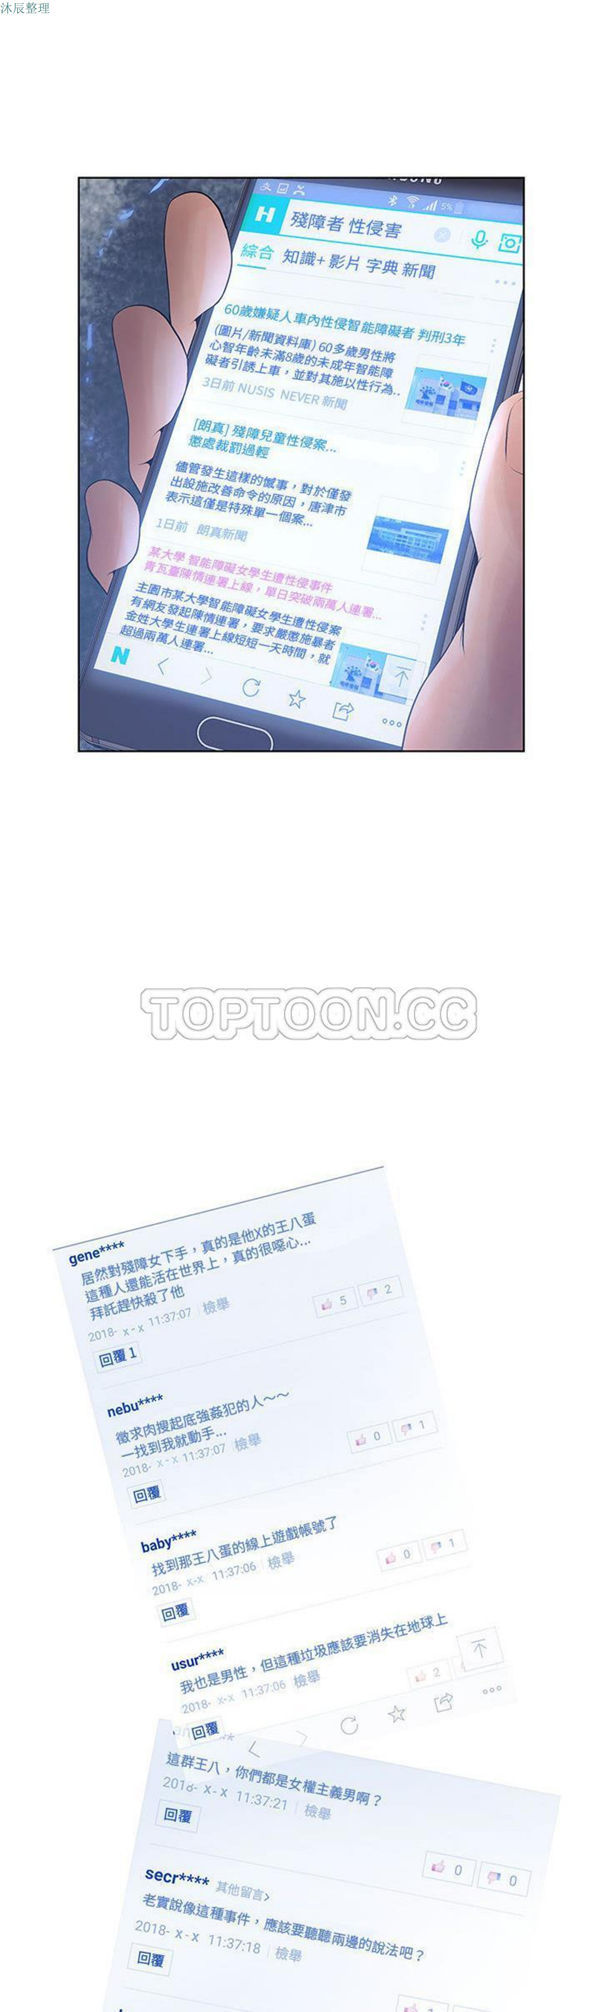 沐辰整理
SUNG
5%
H 殘障者 性侵害
綜合 知識+ 影片 字典 新聞
60歲嫌疑人車內性侵智能障礙者 判刑3年
(圖片/新聞資料庫) 60多歲男性將
心智年齡未滿8歲的未成年智能障
礙者引誘上車，並對其施以性行為..
3日前 NUSIS NEVER 新聞
[朗真] 殘障兒童性侵案...
懲處裁罰過輕
儘管發生這樣的憾事，對於僅發
出設施改善命令的原因，唐津市
表示這僅是特殊單一個案...
1日前 朗真新聞
某大學 智能障礙女學生遭性侵事件
青瓦臺陳情連署上線，單日突破兩萬人連署...
主園市某大學智能障礙女學生遭性侵案
有網友發起陳情連署，要求嚴懲施暴者
金姓大學生連署上線短短一天時間，就
超過兩萬人連署...
N
TOPTOON.CC
gene****
居然對殘障女下手，真的是他X的王八蛋
這種人還能活在世界上，真的很噁心...
拜託趕快殺了他
2018- x - x 11:37:07 檢舉
5 2
回覆 1
nebu****
徵求肉搜起底強姦犯的人～～
一找到我就動手...
2018- x - x 11:37:07 檢舉
0 1
回覆
baby****
找到那王八蛋的線上遊戲帳號了
2018- x-x 11:37:06 檢舉
0 1
回覆
usur****
我也是男性，但這種垃圾應該要消失在地球上
2018- x-x 11:37:06 檢舉
2
回覆
這群王八，你們都是女權主義男啊？
2018- x - x 11:37:21 檢舉
回覆
0 0
secr**** 其他留言>
老實說像這種事件，應該要聽聽兩邊的說法吧？
2018- x - x 11:37:18 檢舉
回覆